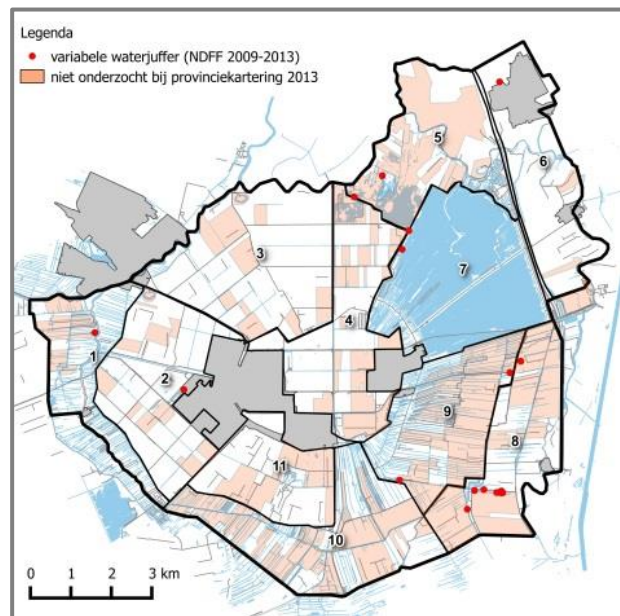 Legenda
variabele waterjuffer (NDFF 2009-2013)
niet onderzocht bij provinciekartering 2013
5
6
3
7
4
1
2
9
8
11
10
0 1 2 3 km